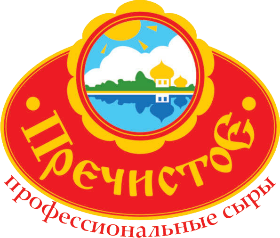 Пречистое
профессиональные сыры